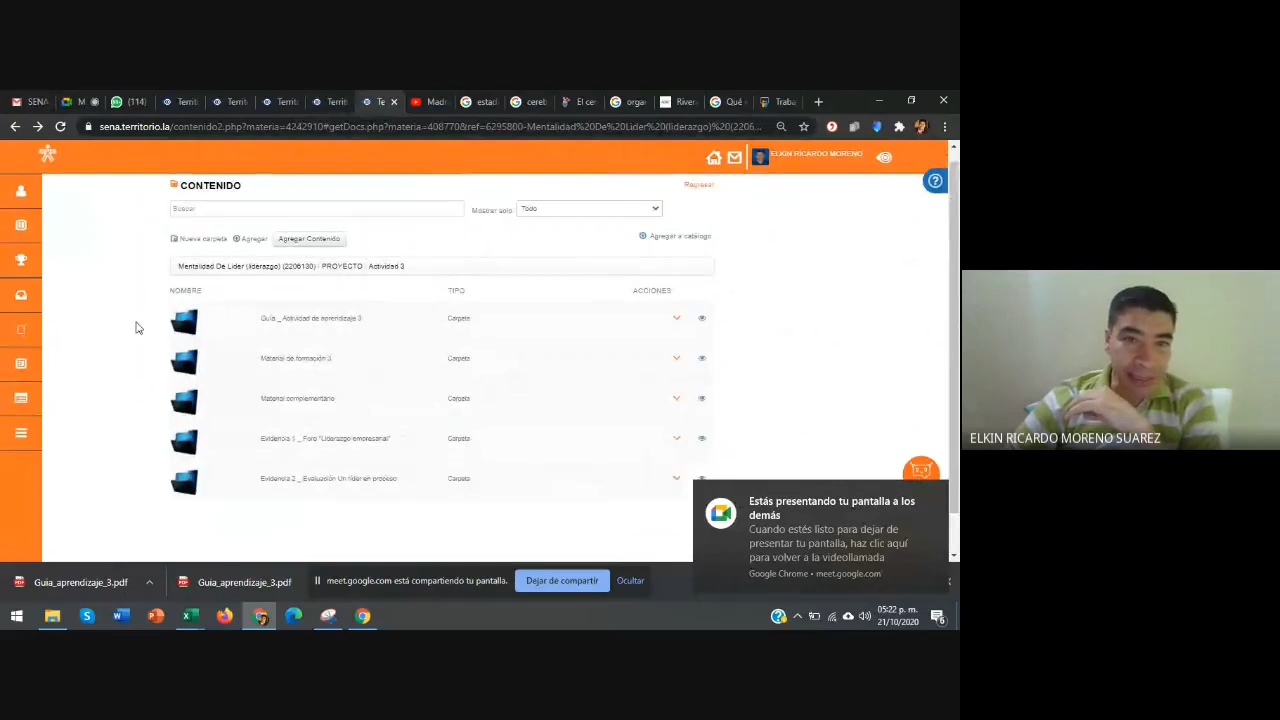 SENA
M
(114)
Territ
Territ
Territ
Territ
Te
Madr
estad
cereb
El cer
orga
River
Qué
Traba
sena.territorio.la/contenido2.php?materia=4242910#getDocs.php?materia=408770&ref=6295800-Mentalidad%20De%20Lider%20(liderazgo)%20(2206...
ELKIN RICARDO MORENO
CONTENIDO
Regresar
Buscar
Mostrar solo
Todo
Nueva carpeta
Agregar
Agregar Contenido
Agregar a catálogo
Mentalidad De Lider (liderazgo) (2206130) PROYECTO Actividad 3
NOMBRE TIPO ACCIONES
Guía _ Actividad de aprendizaje 3 Carpeta
Material de formación 3 Carpeta
Material complementario Carpeta
Evidencia 1 _ Foro "Liderazgo empresarial" Carpeta
Evidencia 2 _ Evaluación Un líder en proceso Carpeta
Estás presentando tu pantalla a los
demás
Cuando estés listo para dejar de
presentar tu pantalla, haz clic aquí
para volver a la videollamada
Google Chrome • meet.google.com
Guia_aprendizaje_3.pdf
Guia_aprendizaje_3.pdf
meet.google.com está compartiendo tu pantalla.
Dejar de compartir
Ocultar
05:22 p. m.
21/10/2020
6
ELKIN RICARDO MORENO SUAREZ